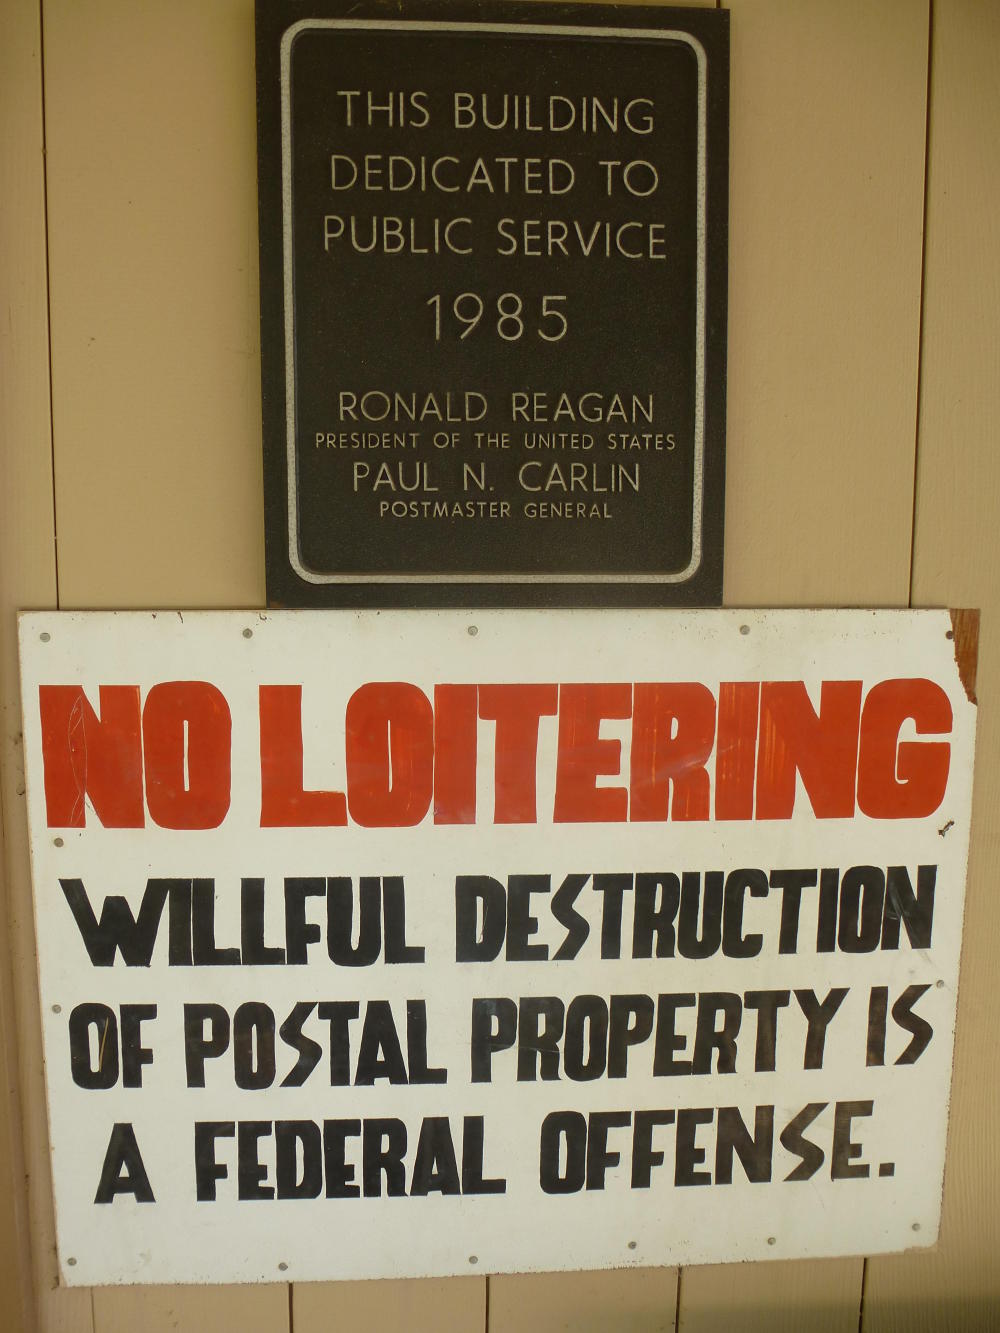 THIS BUILDING
DEDICATED TO
PUBLIC SERVICE
1985
RONALD REAGAN
PRESIDENT OF THE UNITED STATES
PAUL N. CARLIN
POSTMASTER GENERAL
NO LOITERING
WILLFUL DESTRUCTION
OF POSTAL PROPERTY IS
A FEDERAL OFFENSE.